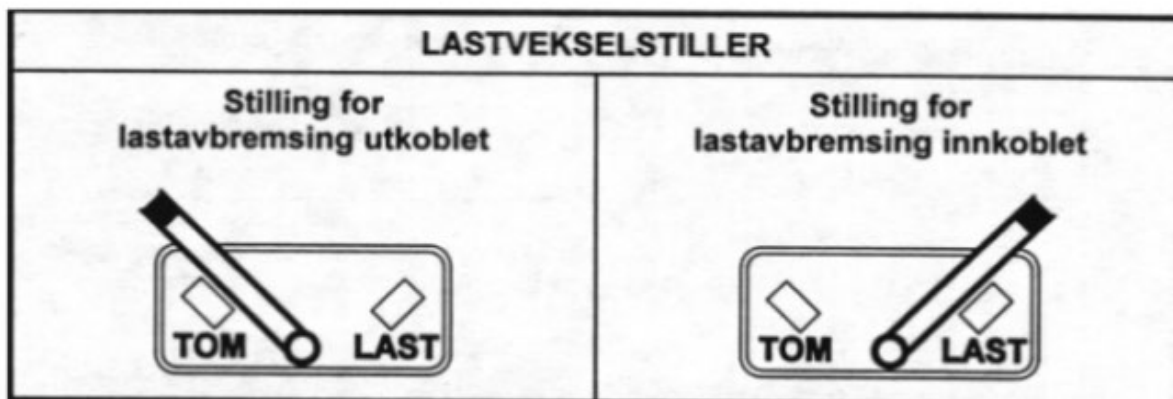 LASTVEKSELSTILLER
Stilling for
lastavbremsing utkoblet
TOM
LAST
Stilling for
lastavbremsing innkoblet
TOM
LAST